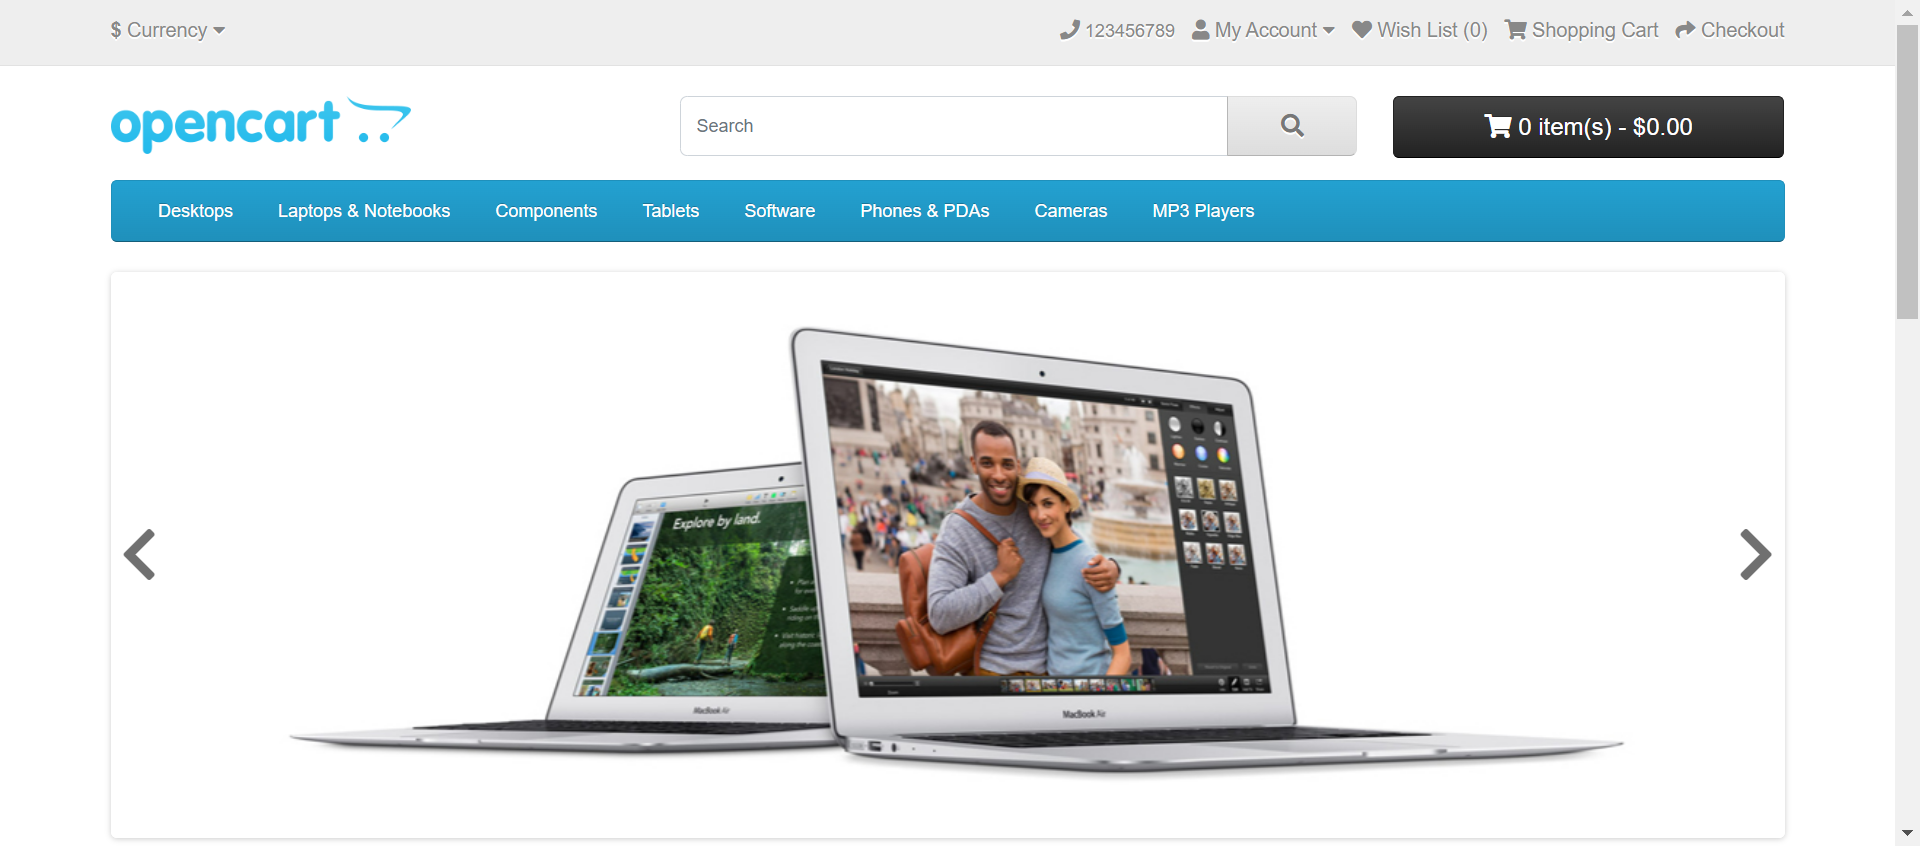 $ Currency
123456789
My Account
Wish List (0)
Shopping Cart
Checkout
opencart
Search
0 item(s) - $0.00
Desktops
Laptops & Notebooks
Components
Tablets
Software
Phones & PDAs
Cameras
MP3 Players
Explore by land.
MacBook Air
MacBook Air